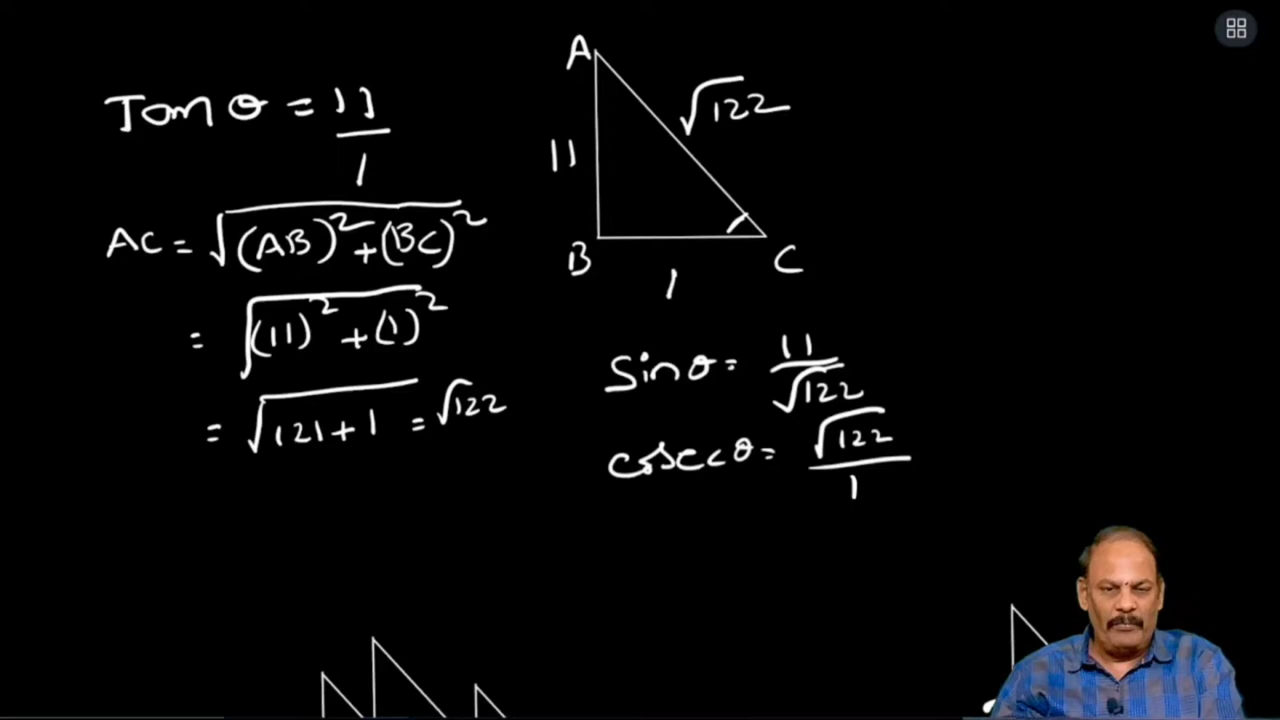 Tan θ = 11/1
AC = √(AB)²+(BC)²
= √(11)²+(1)²
= √121+1 = √122
A
11
√122
B
1
C
Sin θ = 11/√122
cosec θ = √122/1